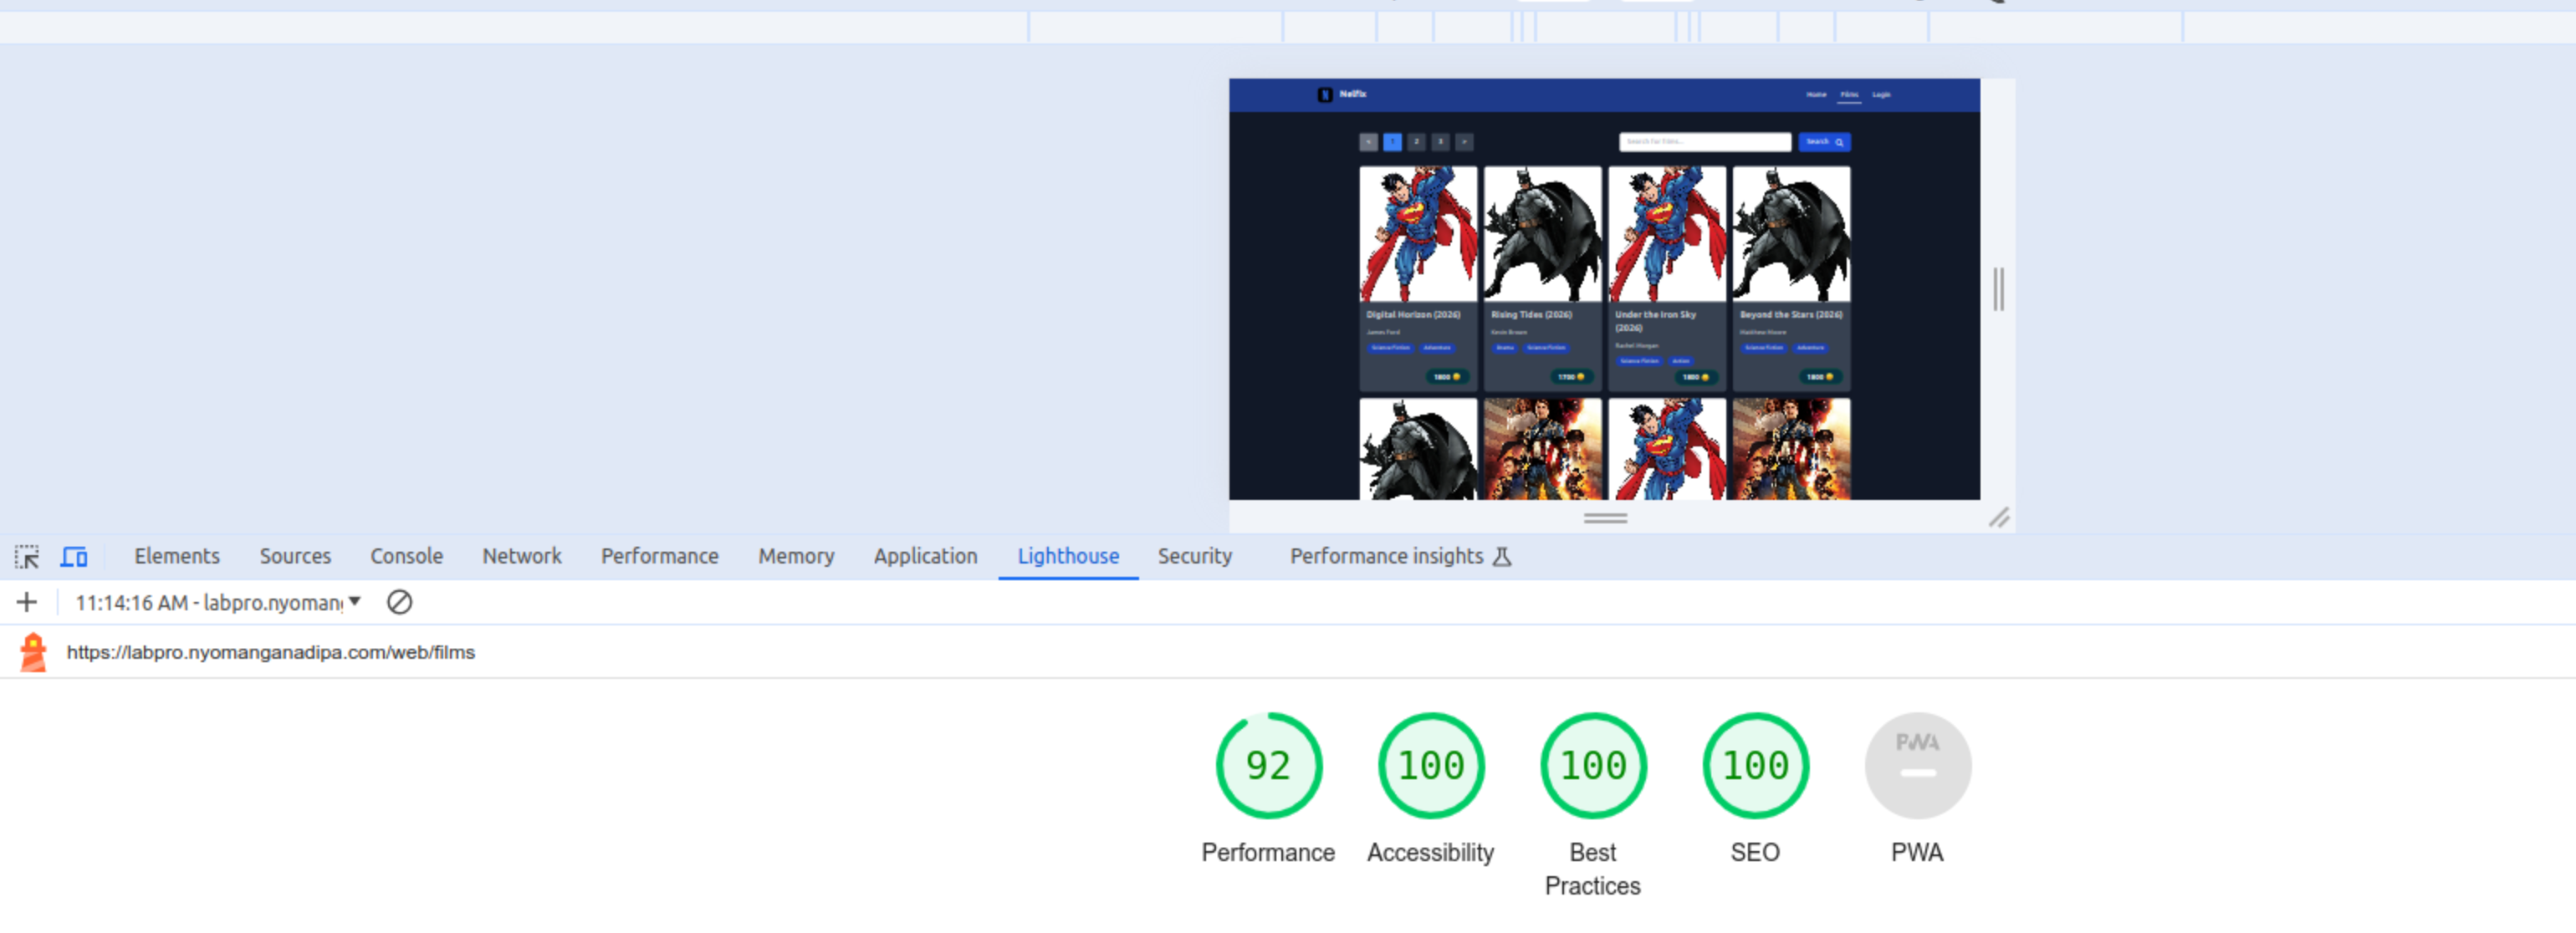 Nelfix
Home Films Login
< 1 2 3 >
Search for films...
Search
Digital Horizon (2026)
James Ford
Science Fiction Adventure
1800
Rising Tides (2026)
Kevin Brown
Drama Science Fiction
1700
Under the Iron Sky
(2026)
Rachel Morgan
Science Fiction Action
1800
Beyond the Stars (2026)
Matthew Moore
Science Fiction Adventure
1800
Elements Sources Console Network Performance Memory Application Lighthouse Security Performance insights
11:14:16 AM - labpro.nyoman
https://labpro.nyomanganadipa.com/web/films
92 100 100 100 PWA
Performance Accessibility Best Practices SEO PWA